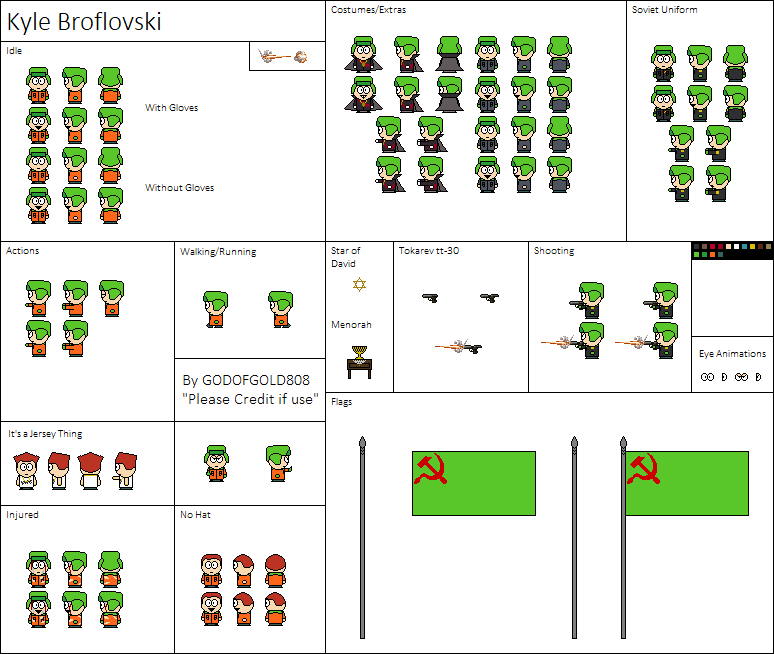 Kyle Broflovski
Idle
With Gloves
Without Gloves
Costumes/Extras
Soviet Uniform
Actions
Walking/Running
Star of
David
Menorah
Tokarev tt-30
Shooting
Eye Animations
By GODOFGOLD808
"Please Credit if use"
Flags
It's a Jersey Thing
Injured
No Hat